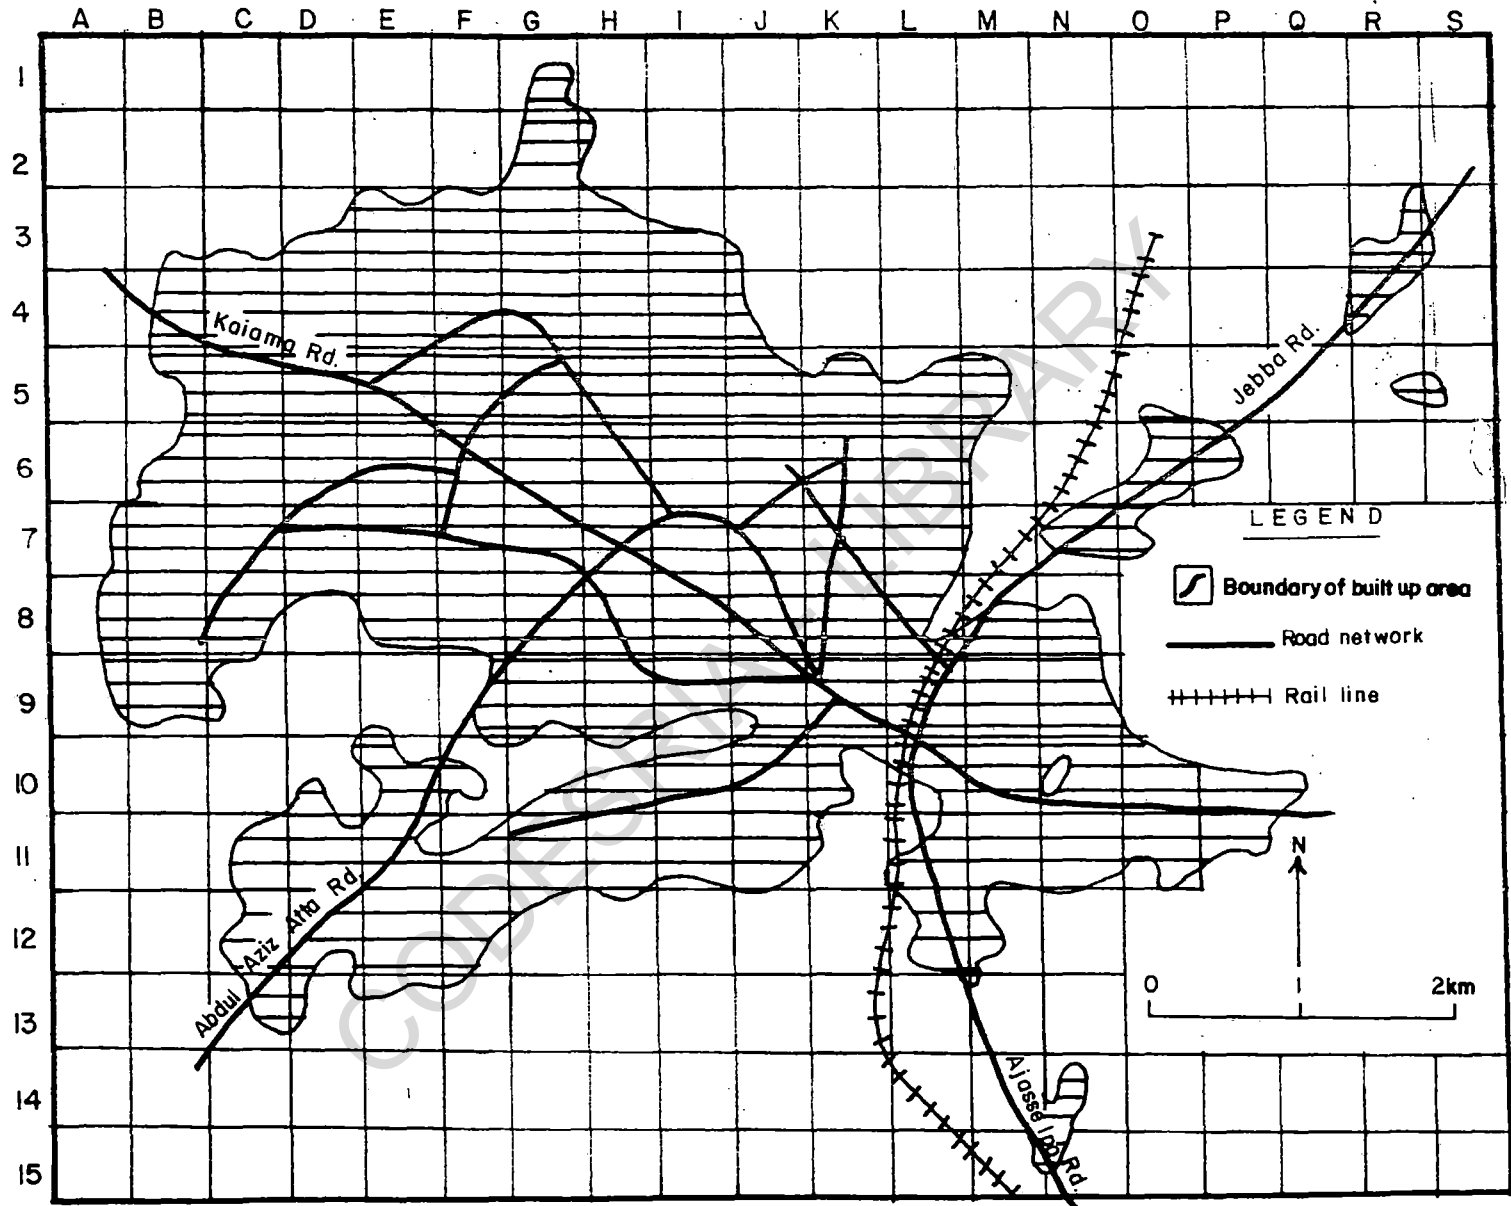 A B C D E F G H I J K L M N O P Q R S
1
2
3
4
5
6
7
8
9
10
11
12
13
14
15
Kaiama Rd.
Jebba Rd.
Abdul Aziz Atta Rd.
Ajasse Ipo Rd.
LEGEND
Boundary of built up area
Road network
Rail line
N
0 1 2km
CODESRIA - LIBRARY